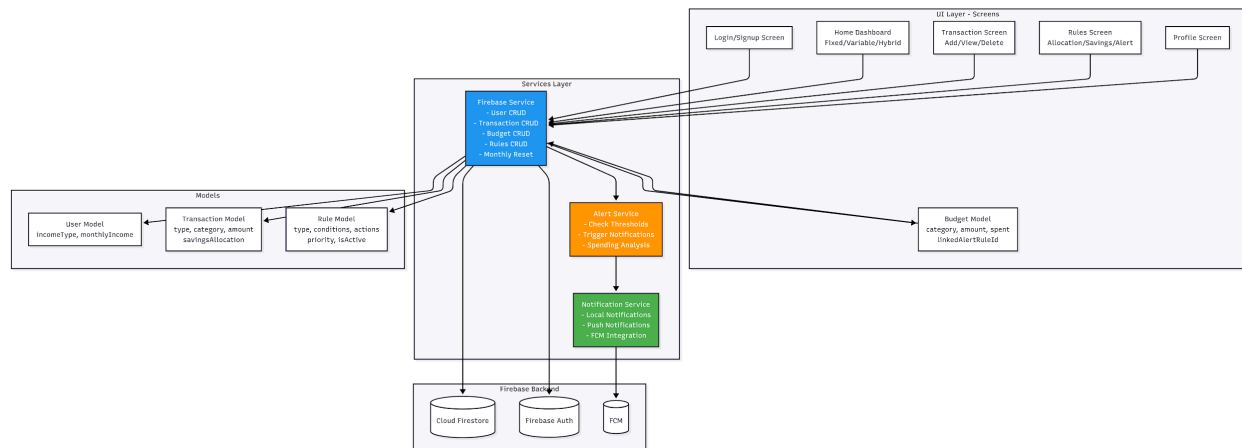 UI Layer - Screens
Login/Signup Screen
Home Dashboard
Fixed/Variable/Hybrid
Transaction Screen
Add/View/Delete
Rules Screen
Allocation/Savings/Alert
Profile Screen
Services Layer
Firebase Service
- User CRUD
- Transaction CRUD
- Budget CRUD
- Rules CRUD
- Monthly Reset
Models
User Model
incomeType, monthlyIncome
Transaction Model
type, category, amount
savingsAllocation
Rule Model
type, conditions, actions
priority, isActive
Alert Service
- Check Thresholds
- Trigger Notifications
- Spending Analysis
Budget Model
category, amount, spent
linkedAlertRuleId
Notification Service
- Local Notifications
- Push Notifications
- FCM Integration
Firebase Backend
Cloud Firestore
Firebase Auth
FCM